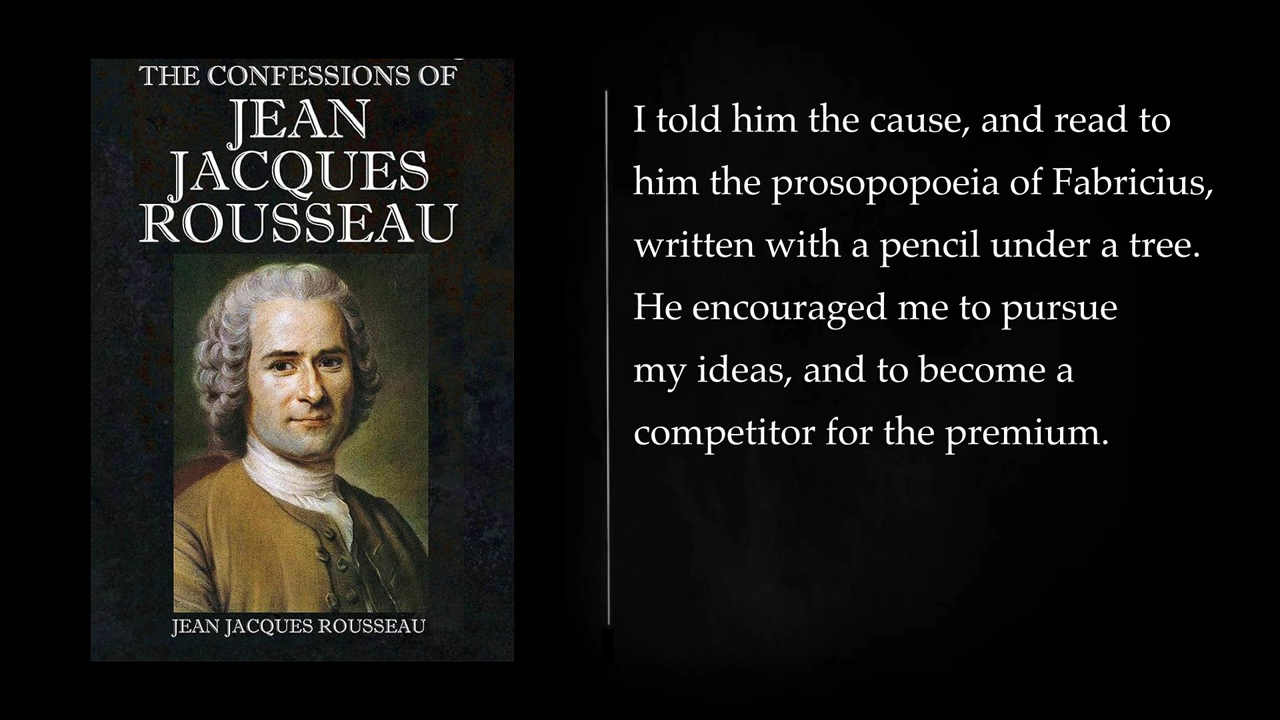 THE CONFESSIONS OF
JEAN
JACQUES
ROUSSEAU
JEAN JACQUES ROUSSEAU
I told him the cause, and read to
him the prosopopoeia of Fabricius,
written with a pencil under a tree.
He encouraged me to pursue
my ideas, and to become a
competitor for the premium.